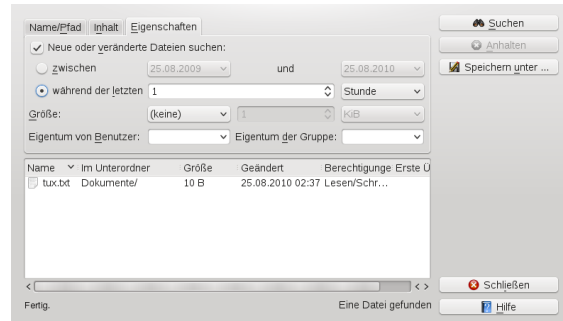 Name/Pfad Inhalt Eigenschaften
Neue oder veränderte Dateien suchen:
zwischen 25.08.2009 und 25.08.2010
während der letzten 1 Stunde
Größe: (keine) 1 KiB
Eigentum von Benutzer: Eigentum der Gruppe:
Name Im Unterordner Größe Geändert Berechtigunge Erste Ü
tux.txt Dokumente/ 10 B 25.08.2010 02:37 Lesen/Schr...
Fertig. Eine Datei gefunden
Suchen
Anhalten
Speichern unter ...
Schließen
Hilfe